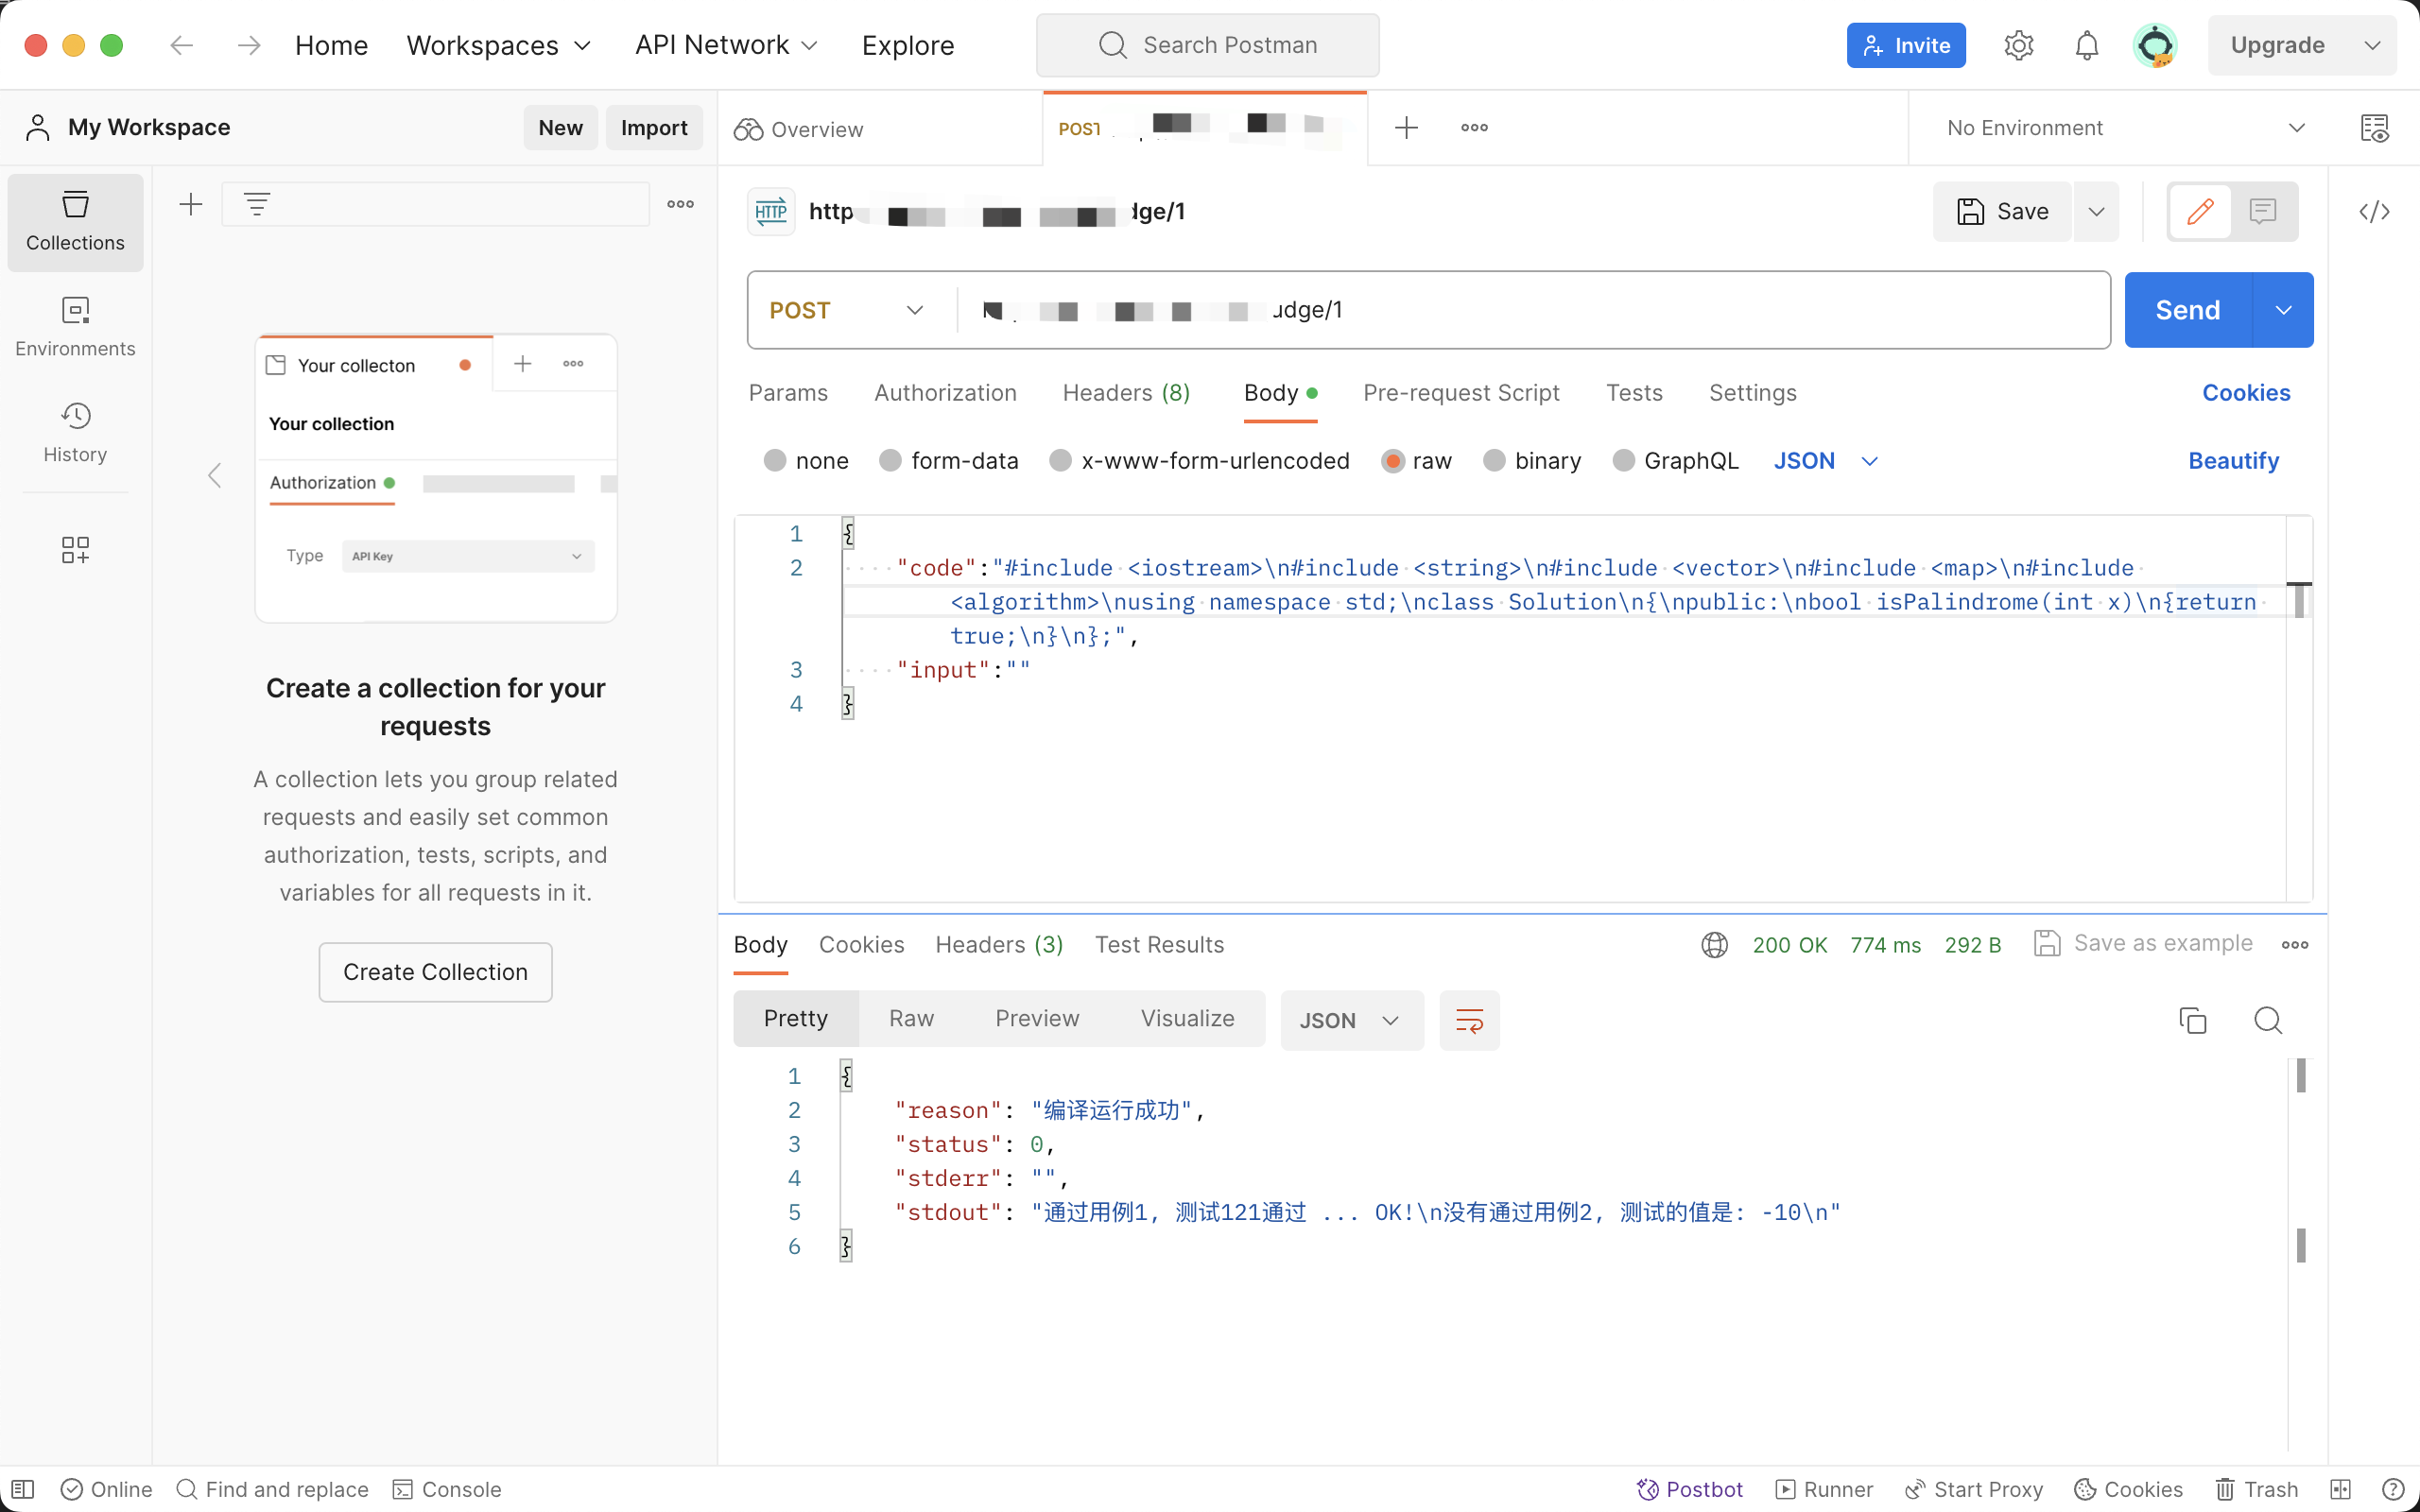 Home Workspaces API Network Explore Search Postman Invite Upgrade
My Workspace New Import Overview POST No Environment
Collections
Environments
History
Your collecton
Your collection
Authorization
Type API Key
Create a collection for your
requests
A collection lets you group related
requests and easily set common
authorization, tests, scripts, and
variables for all requests in it.
Create Collection
HTTP http dge/1 Save
POST udge/1 Send
Params Authorization Headers (8) Body Pre-request Script Tests Settings Cookies
none form-data x-www-form-urlencoded raw binary GraphQL JSON Beautify
1 {
2 "code":"#include <iostream>\n#include <string>\n#include <vector>\n#include <map>\n#include
<algorithm>\nusing namespace std;\nclass Solution\n{\npublic:\nbool isPalindrome(int x)\n{return
true;\n}\n};",
3 "input":""
4 }
Body Cookies Headers (3) Test Results 200 OK 774 ms 292 B Save as example
Pretty Raw Preview Visualize JSON
1 {
2 "reason": "编译运行成功",
3 "status": 0,
4 "stderr": "",
5 "stdout": "通过用例1, 测试121通过 ... OK!\n没有通过用例2, 测试的值是: -10\n"
6 }
Online Find and replace Console Postbot Runner Start Proxy Cookies Trash